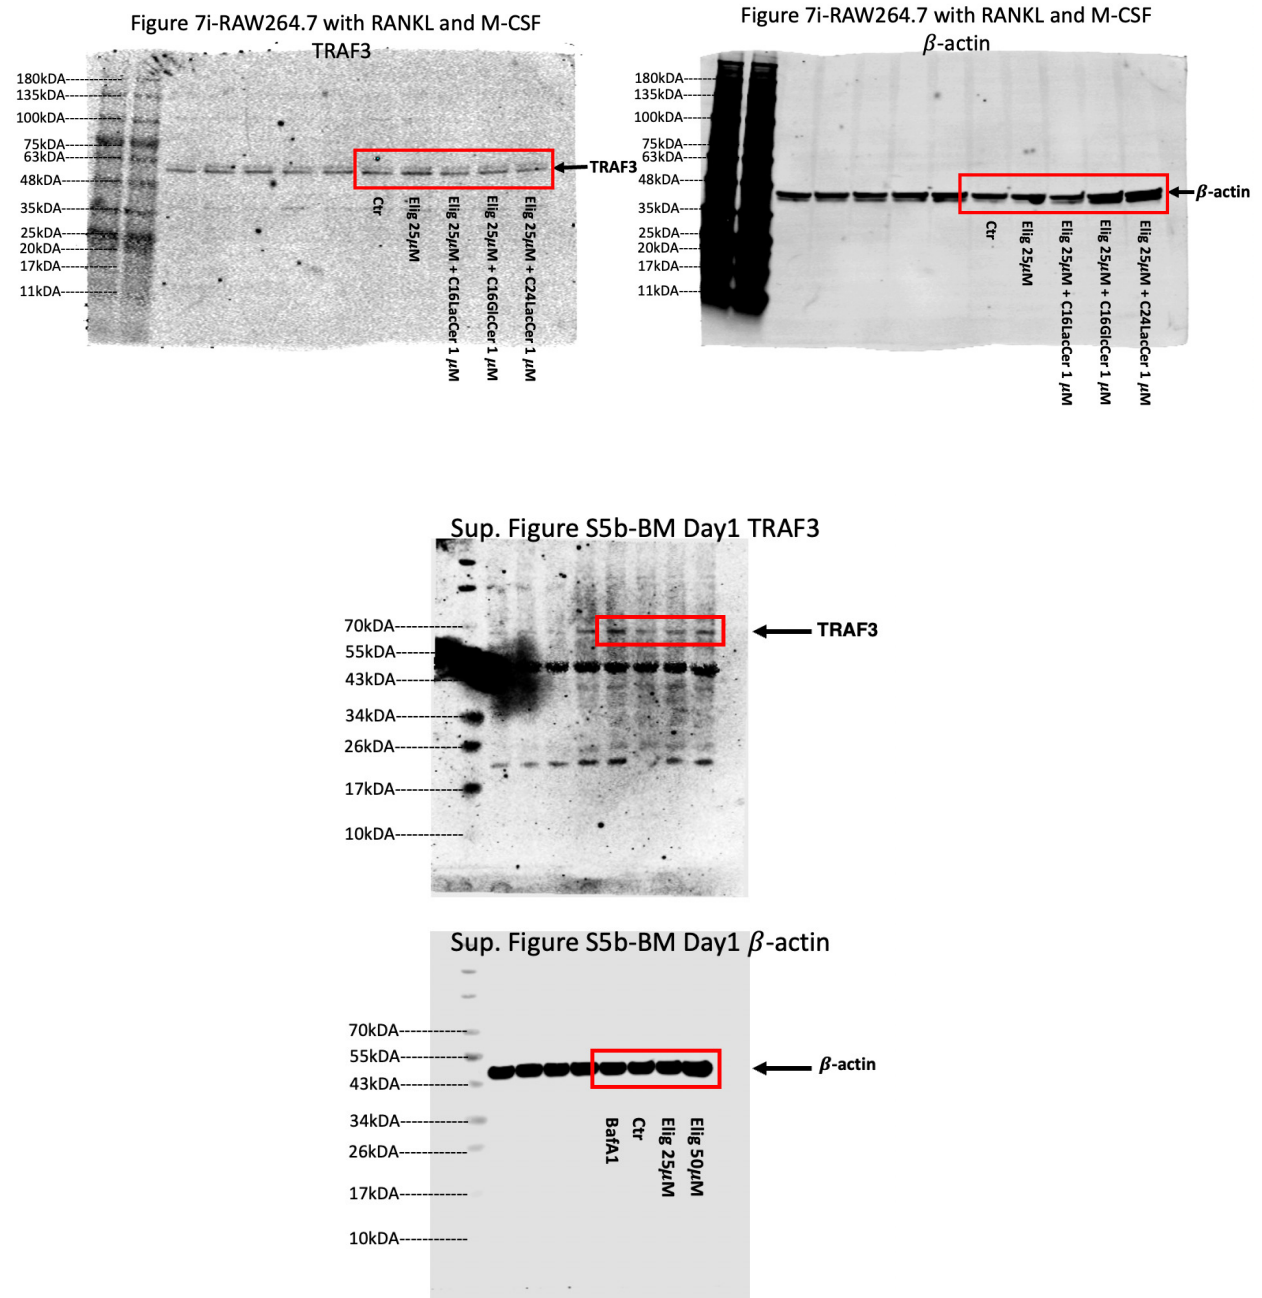 Figure 7i-RAW264.7 with RANKL and M-CSF
TRAF3
180kDA
135kDA
100kDA
75kDA
63kDA
48kDA
35kDA
25kDA
20kDA
17kDA
11kDA
TRAF3
Ctr
Elig 25μM
Elig 25μM + C16LacCer 1 μM
Elig 25μM + C16GlcCer 1 μM
Elig 25μM + C24LacCer 1 μM
Figure 7i-RAW264.7 with RANKL and M-CSF
β-actin
180kDA
135kDA
100kDA
75kDA
63kDA
48kDA
35kDA
25kDA
20kDA
17kDA
11kDA
β-actin
Ctr
Elig 25μM
Elig 25μM + C16LacCer 1 μM
Elig 25μM + C16GlcCer 1 μM
Elig 25μM + C24LacCer 1 μM
Sup. Figure S5b-BM Day1 TRAF3
70kDA
55kDA
43kDA
34kDA
26kDA
17kDA
10kDA
TRAF3
Sup. Figure S5b-BM Day1 β-actin
70kDA
55kDA
43kDA
34kDA
26kDA
17kDA
10kDA
β-actin
BafA1
Ctr
Elig 25μM
Elig 50μM